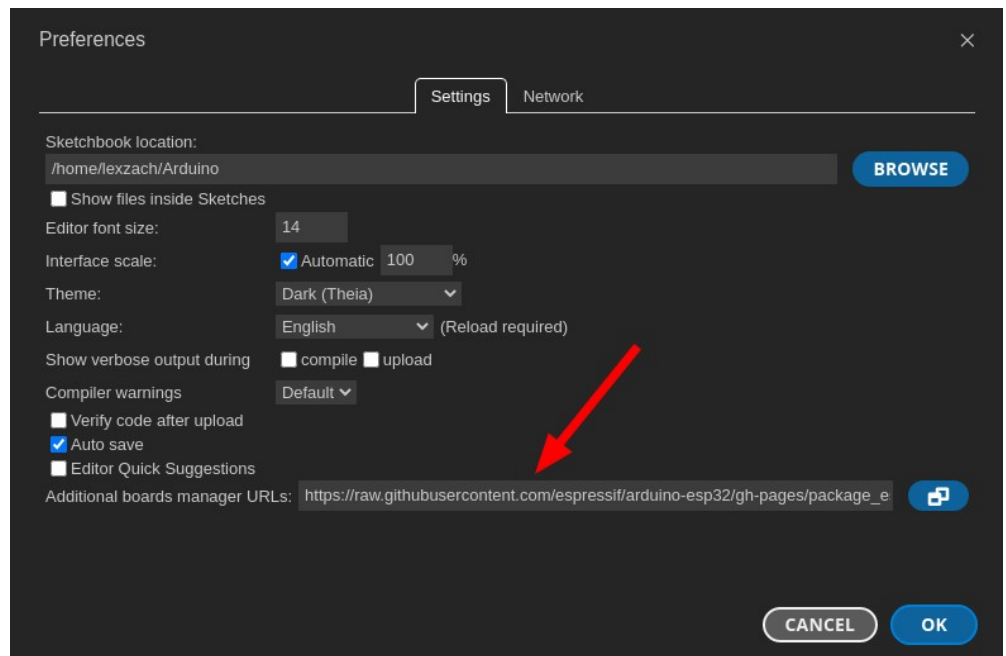 Preferences
Settings Network
Sketchbook location:
/home/lexzach/Arduino
BROWSE
Show files inside Sketches
Editor font size: 14
Interface scale: Automatic 100 %
Theme: Dark (Theia)
Language: English (Reload required)
Show verbose output during compile upload
Compiler warnings Default
Verify code after upload
Auto save
Editor Quick Suggestions
Additional boards manager URLs: https://raw.githubusercontent.com/espressif/arduino-esp32/gh-pages/package_e
CANCEL OK